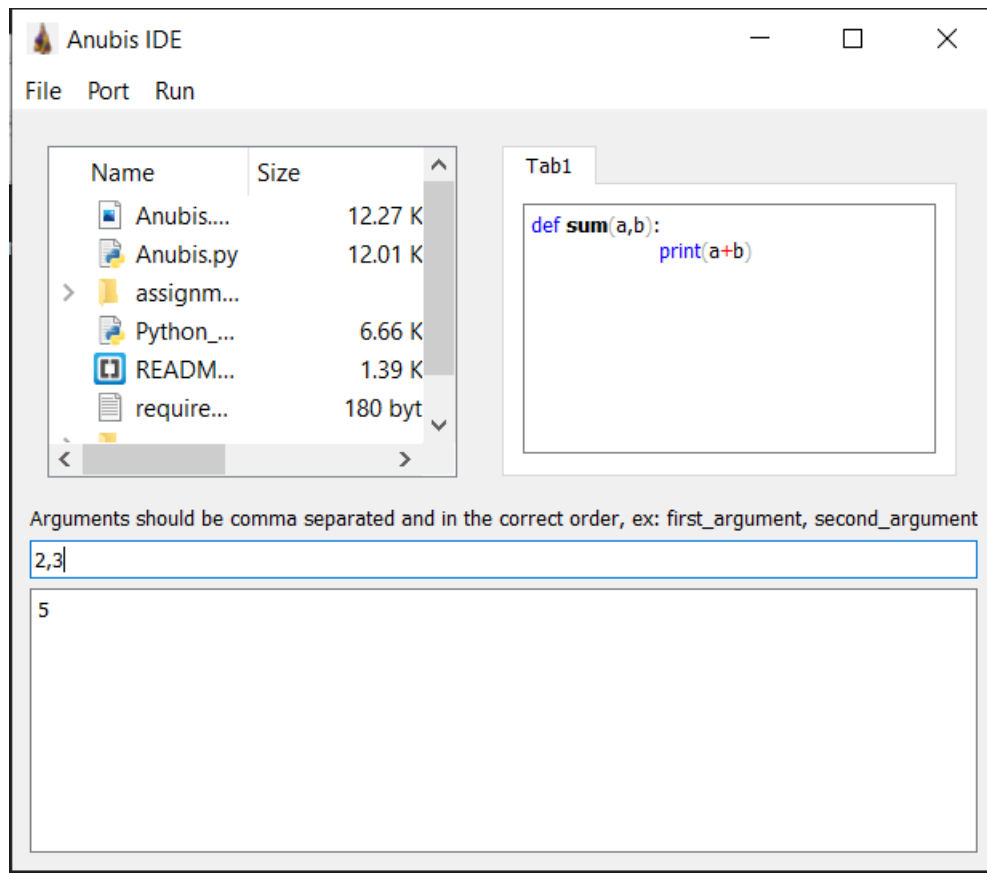 Anubis IDE
File Port Run
Name Size
Anubis.... 12.27 K
Anubis.py 12.01 K
assignm...
Python_... 6.66 K
READM... 1.39 K
require... 180 byt
Tab1
def sum(a,b):
print(a+b)
Arguments should be comma separated and in the correct order, ex: first_argument, second_argument
2,3
5